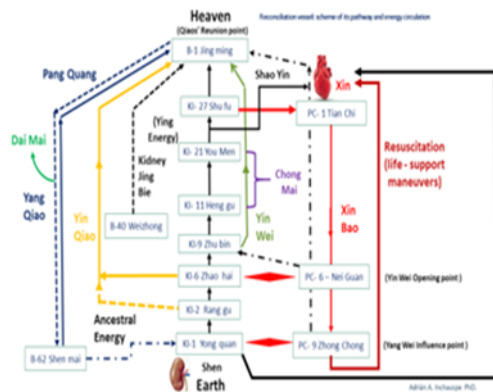 Heaven
(Qiaos' Reunion point)
Reconciliation vessel: scheme of its pathway and energy circulation
B-1 Jing ming
Pang Quang
Shao Yin
Xin
KI- 27 Shu fu
PC- 1 Tian Chi
(Ying
Energy)
Dai Mai
Resuscitation
(life - support
maneuvers)
KI- 21 You Men
Kidney
Jing
Bie
Chong
Mai
Yang
Qiao
Yin
Qiao
KI- 11 Heng gu
Yin
Wei
Xin
Bao
B-40 Weizhong
KI-9 Zhu bin
KI-6 Zhao hai
PC- 6 – Nei Guan
(Yin Wei Opening point )
KI-2 Rang gu
Ancestral
Energy
KI-1 Yong quan
PC- 9 Zhong Chong
(Yang Wei Influence point)
B-62 Shen mai
Shen
Earth
Adrián A. Inchauspe, PhD.